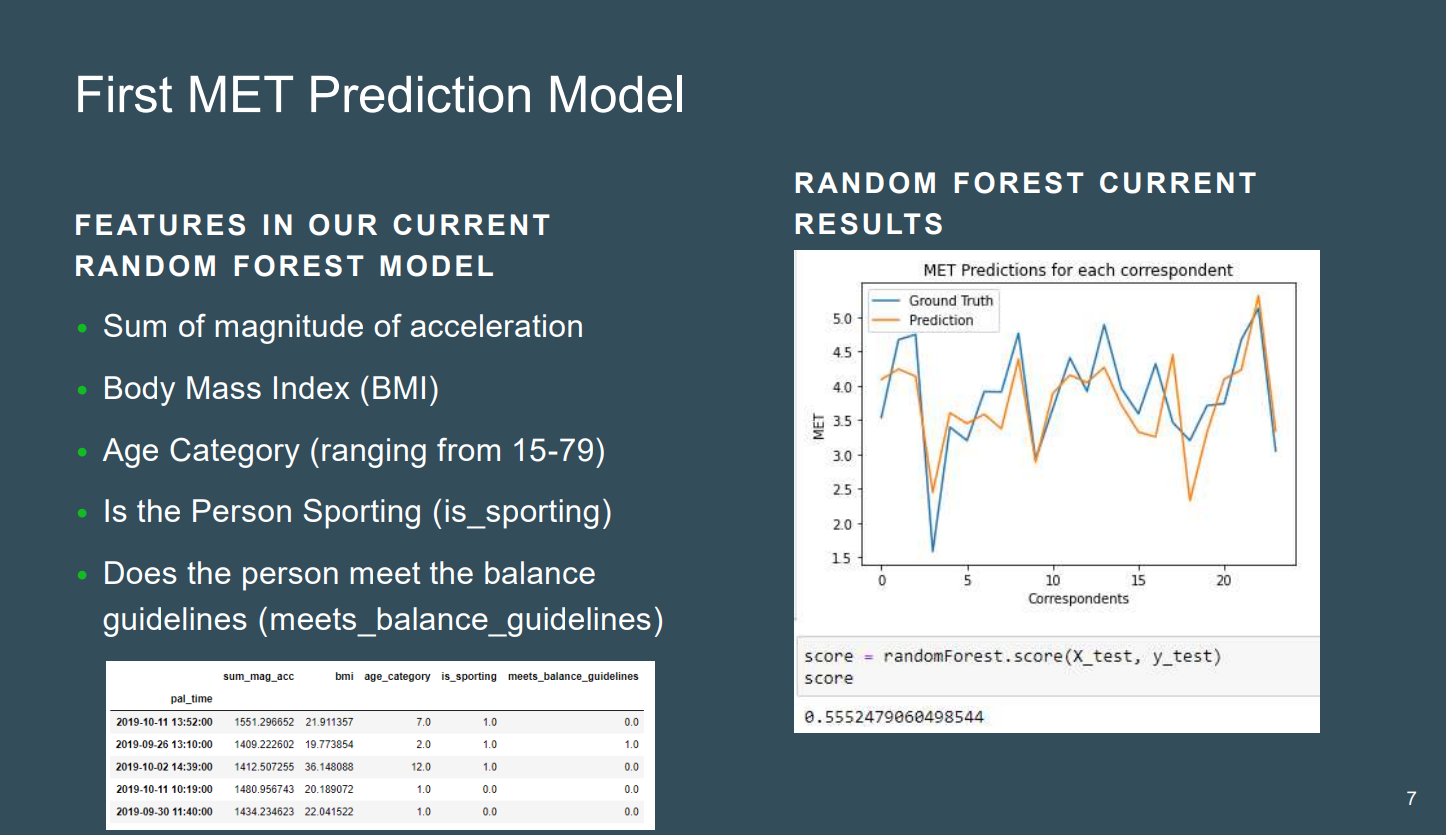 First MET Prediction Model
FEATURES IN OUR CURRENT
RANDOM FOREST MODEL
• Sum of magnitude of acceleration
• Body Mass Index (BMI)
• Age Category (ranging from 15-79)
• Is the Person Sporting (is_sporting)
• Does the person meet the balance
guidelines (meets_balance_guidelines)
sum_mag_acc bmi age_category is_sporting meets_balance_guidelines
pal_time
2019-10-11 13:52:00 1551.296652 21.911357 7.0 1.0 0.0
2019-09-26 13:10:00 1409.222602 19.773854 2.0 1.0 1.0
2019-10-02 14:39:00 1412.507255 36.148088 12.0 1.0 0.0
2019-10-11 10:19:00 1480.956743 20.189072 1.0 0.0 0.0
2019-09-30 11:40:00 1434.234623 22.041522 1.0 0.0 0.0
RANDOM FOREST CURRENT
RESULTS
MET Predictions for each correspondent
Ground Truth
Prediction
5.0
4.5
4.0
3.5
3.0
2.5
2.0
1.5
MET
0 5 10 15 20
Correspondents
score = randomForest.score(X_test, y_test)
score
0.5552479060498544
7